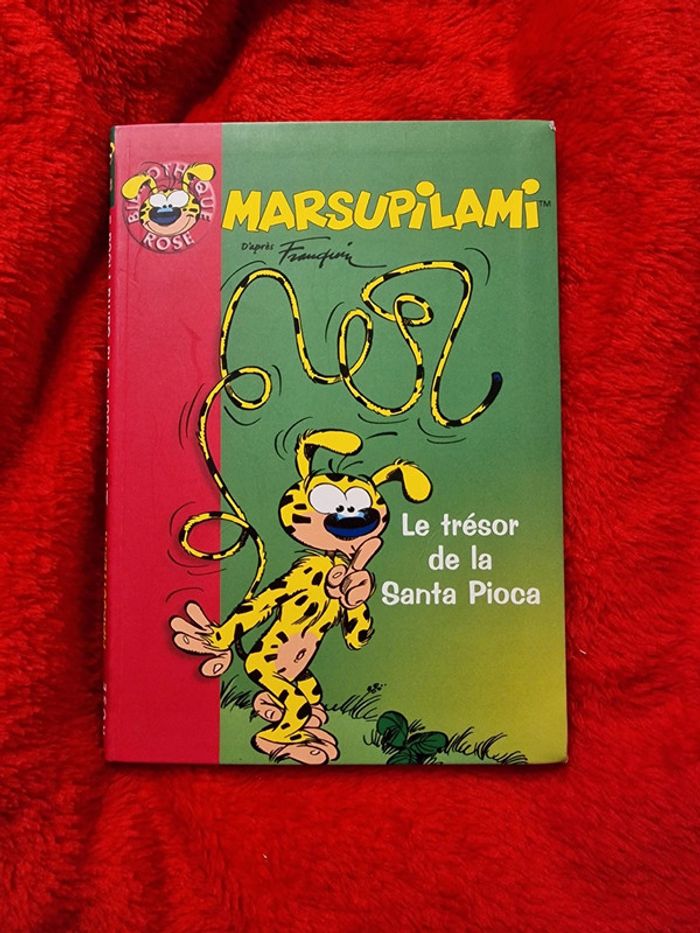 BIBLIOTHÈQUE
ROSE
MARSUPILAMI™
D'après Franquin
Le trésor
de la
Santa Pioca